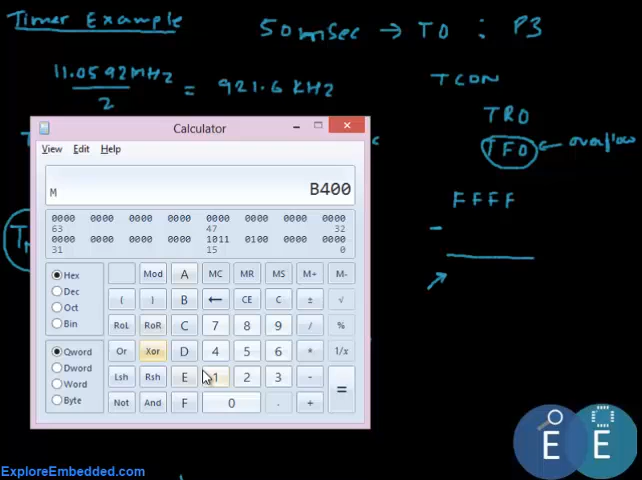 Timer Example
50mSec → T0 : P3
11.0592MHz
2
= 921.6 KHz
TCON
TR0
TF0 ← overflow
FFFF
-
Calculator
View Edit Help
M B400
0000 0000 0000 0000 0000 0000 0000 0000
63 47 32
0000 0000 0000 0000 1011 0100 0000 0000
31 15 0
Hex Mod A MC MR MS M+ M-
Dec ( ) B ← CE C ± √
Oct RoL RoR C 7 8 9 / %
Bin
Qword Or Xor D 4 5 6 * 1/x
Dword Lsh Rsh E 1 2 3 - =
Word
Byte Not And F 0 . +
E E
ExploreEmbedded.com